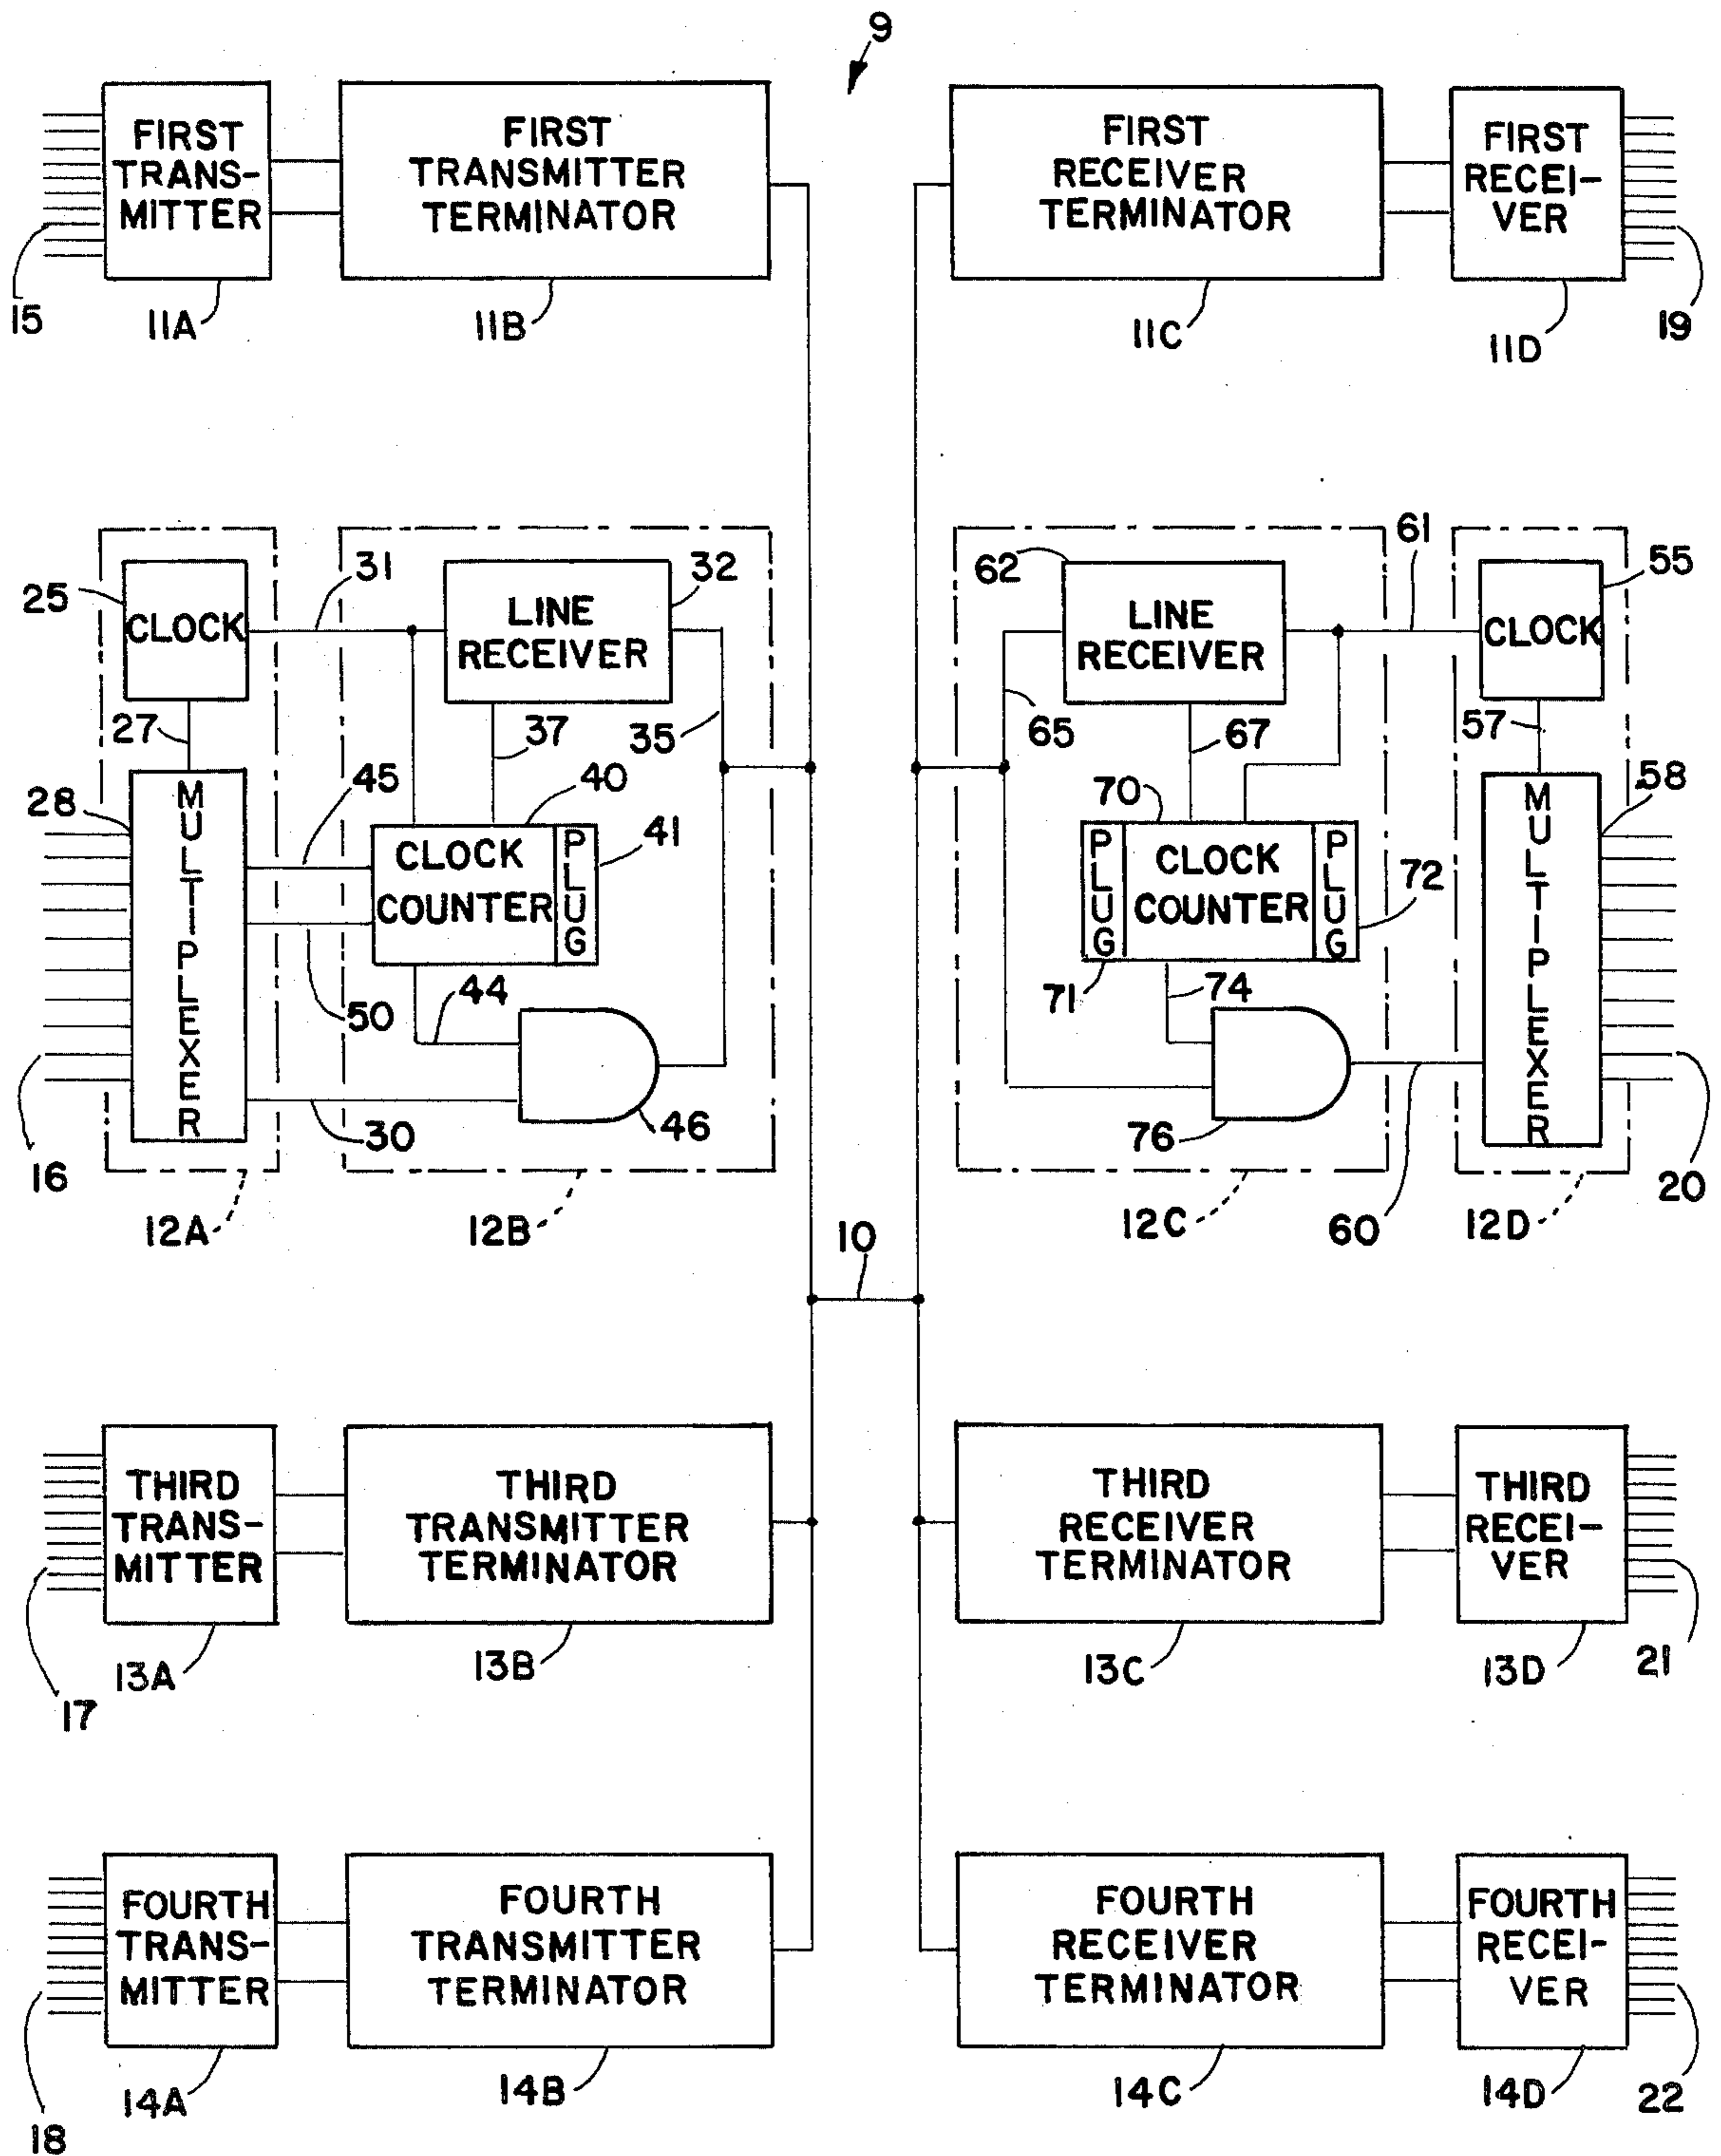 9
FIRST
TRANS-
MITTER
FIRST
TRANSMITTER
TERMINATOR
FIRST
RECEIVER
TERMINATOR
FIRST
RECEI-
VER
15
11A
11B
11C
11D
19
25
CLOCK
31
LINE
RECEIVER
32
62
LINE
RECEIVER
61
55
CLOCK
27
37
35
65
67
57
28
MULTIPLEXER
45
40
CLOCK
COUNTER
PLUG
41
70
PLUG
CLOCK
COUNTER
PLUG
72
MULTIPLEXER
58
50
44
71
74
16
30
46
76
60
20
12A
12B
12C
12D
10
THIRD
TRANS-
MITTER
THIRD
TRANSMITTER
TERMINATOR
THIRD
RECEIVER
TERMINATOR
THIRD
RECEI-
VER
17
13A
13B
13C
13D
21
FOURTH
TRANS-
MITTER
FOURTH
TRANSMITTER
TERMINATOR
FOURTH
RECEIVER
TERMINATOR
FOURTH
RECEI-
VER
18
14A
14B
14C
14D
22